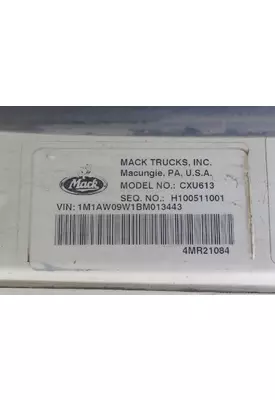 Mack
MACK TRUCKS, INC.
Macungie, PA, U.S.A.
MODEL NO.: CXU613
SEQ. NO.: H100511001
VIN: 1M1AW09W1BM013443
4MR21084